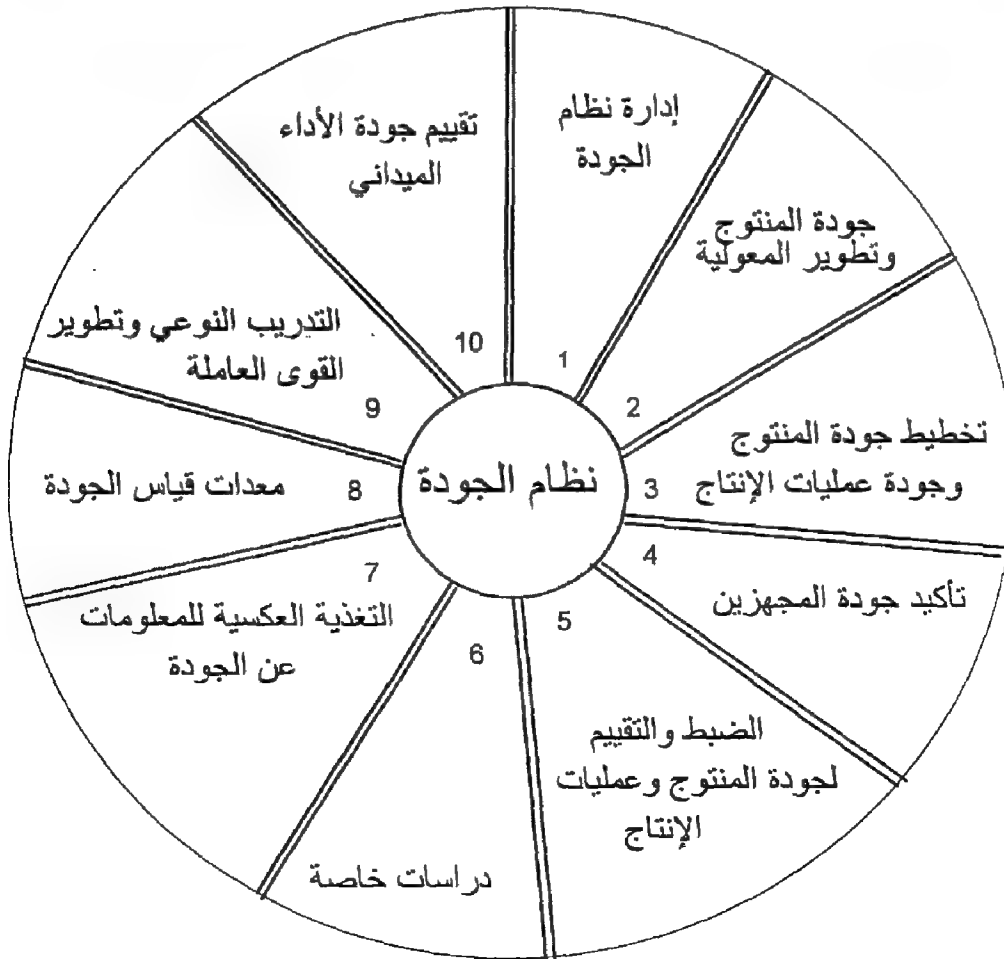 نظام الجودة
1
إدارة نظام
الجودة
2
جودة المنتوج
وتطوير المعولية
3
تخطيط جودة المنتوج
وجودة عمليات الإنتاج
4
تأكيد جودة المجهزين
5
الضبط والتقييم
لجودة المنتوج وعمليات
الإنتاج
6
دراسات خاصة
7
التغذية العكسية للمعلومات
عن الجودة
8
معدات قياس الجودة
9
التدريب النوعي وتطوير
القوى العاملة
10
تقييم جودة الأداء
الميداني